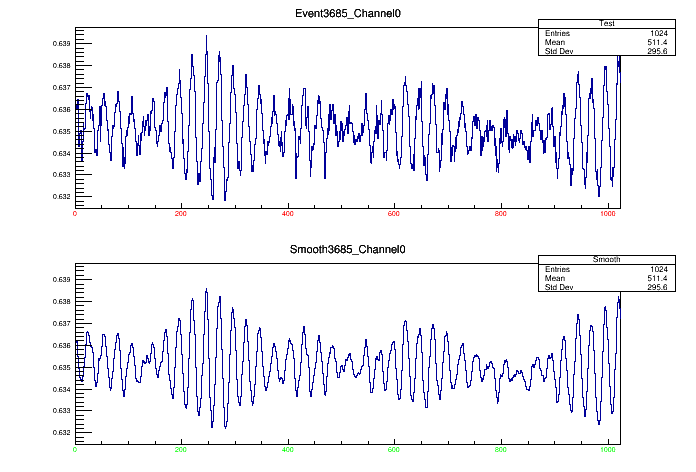 Event3685_Channel0
Test
Entries 1024
Mean 511.4
Std Dev 295.6
0.639
0.638
0.637
0.636
0.635
0.634
0.633
0.632
0 200 400 600 800 1000
Smooth3685_Channel0
Smooth
Entries 1024
Mean 511.4
Std Dev 295.6
0.639
0.638
0.637
0.636
0.635
0.634
0.633
0.632
0 200 400 600 800 1000